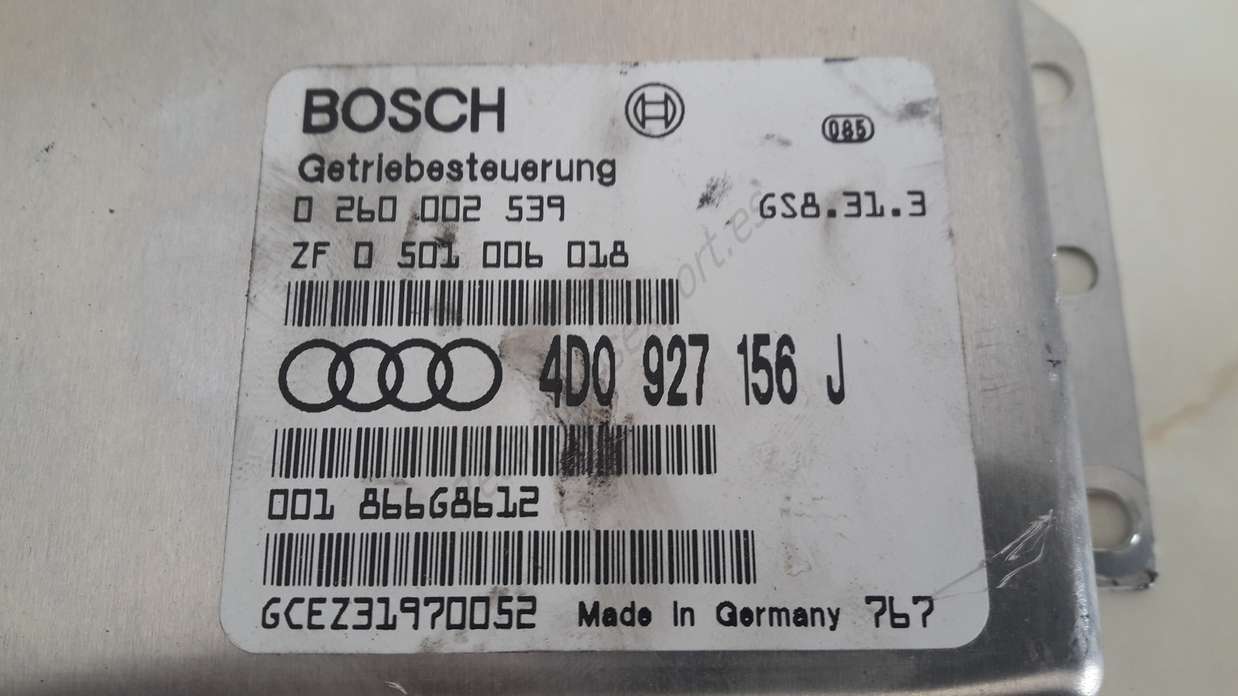 BOSCH
085
Getriebesteuerung
0 260 002 539 GS8.31.3
ZF 0 501 006 018
4D0 927 156 J
001 866G8612
GCEZ31970052 Made In Germany 767